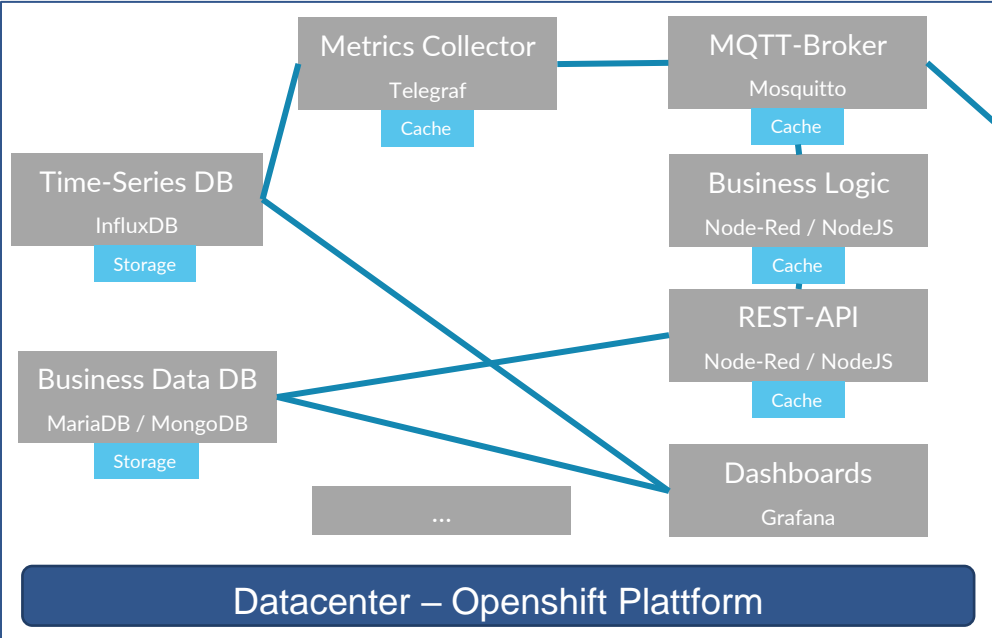 Metrics Collector
Telegraf
Cache
MQTT-Broker
Mosquitto
Cache
Time-Series DB
InfluxDB
Storage
Business Logic
Node-Red / NodeJS
Cache
REST-API
Node-Red / NodeJS
Cache
Business Data DB
MariaDB / MongoDB
Storage
Dashboards
Grafana
...
Datacenter – Openshift Plattform